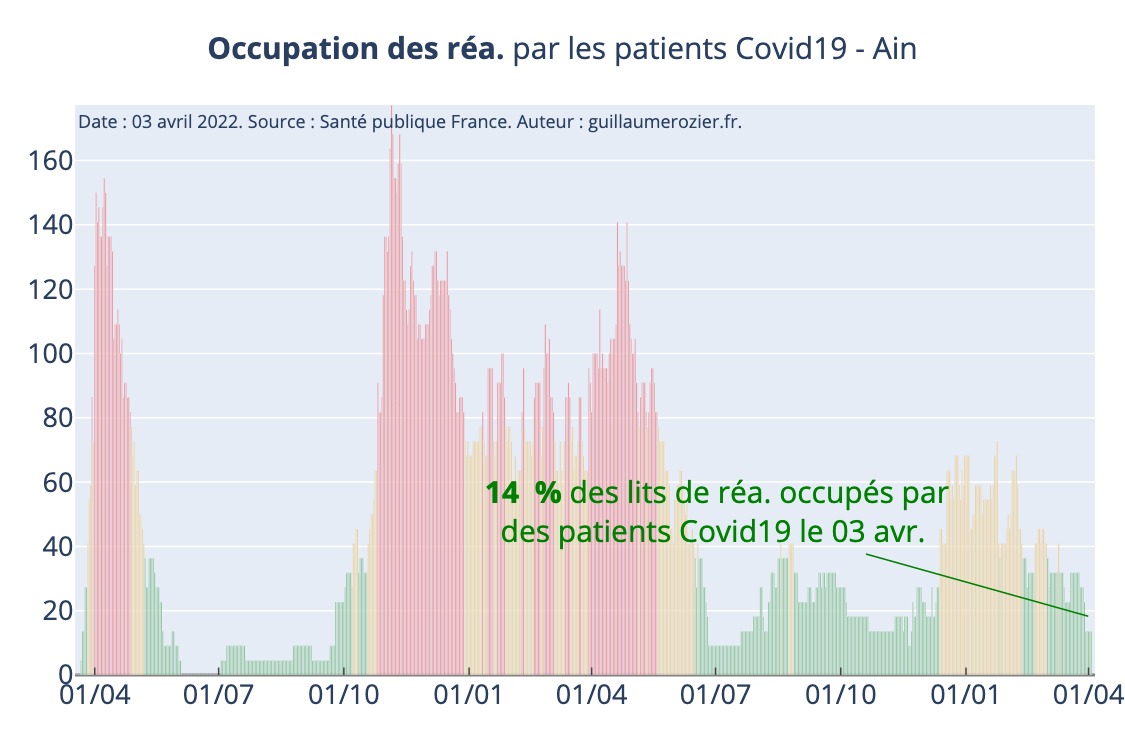 Occupation des réa. par les patients Covid19 - Ain
Date : 03 avril 2022. Source : Santé publique France. Auteur : guillaumerozier.fr.
160
140
120
100
80
60
40
20
0
14 % des lits de réa. occupés par
des patients Covid19 le 03 avr.
01/04 01/07 01/10 01/01 01/04 01/07 01/10 01/01 01/04